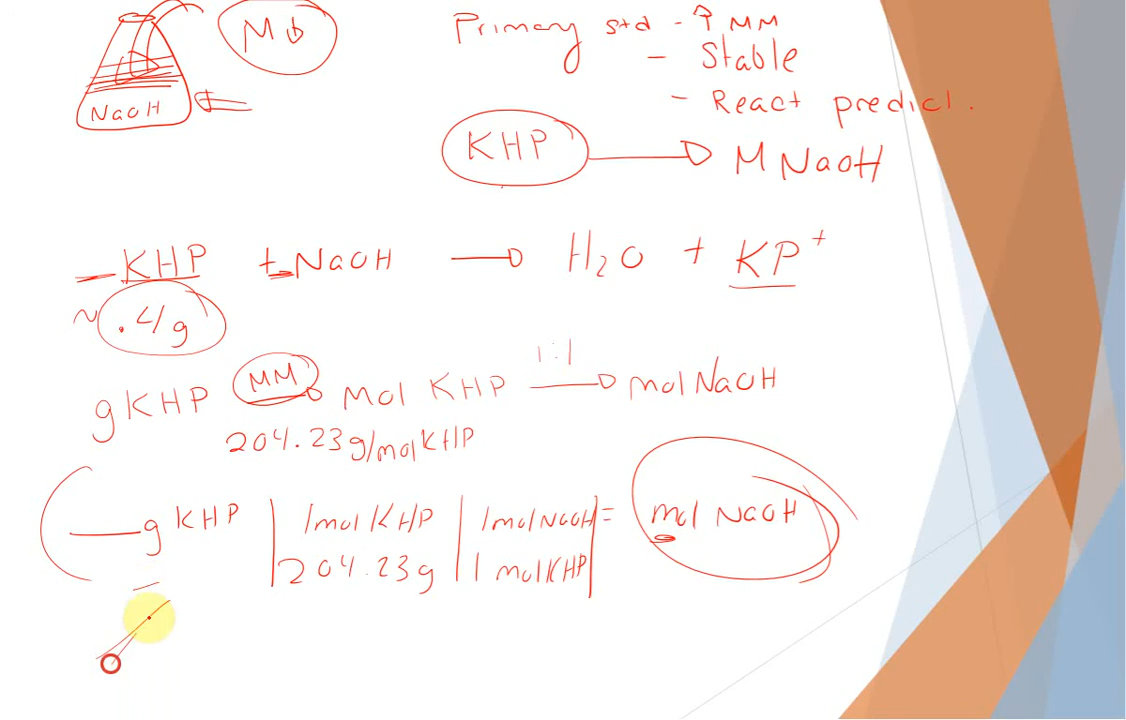 M↓
Primary std - ↑ MM
- Stable
- React predict.
NaOH
KHP → M NaOH
KHP + NaOH → H₂O + KP⁺
~ .4g
g KHP MM → mol KHP 1:1 → mol NaOH
204.23g/mol KHP
g KHP | 1 mol KHP | 1 mol NaOH = mol NaOH
204.23g | 1 mol KHP